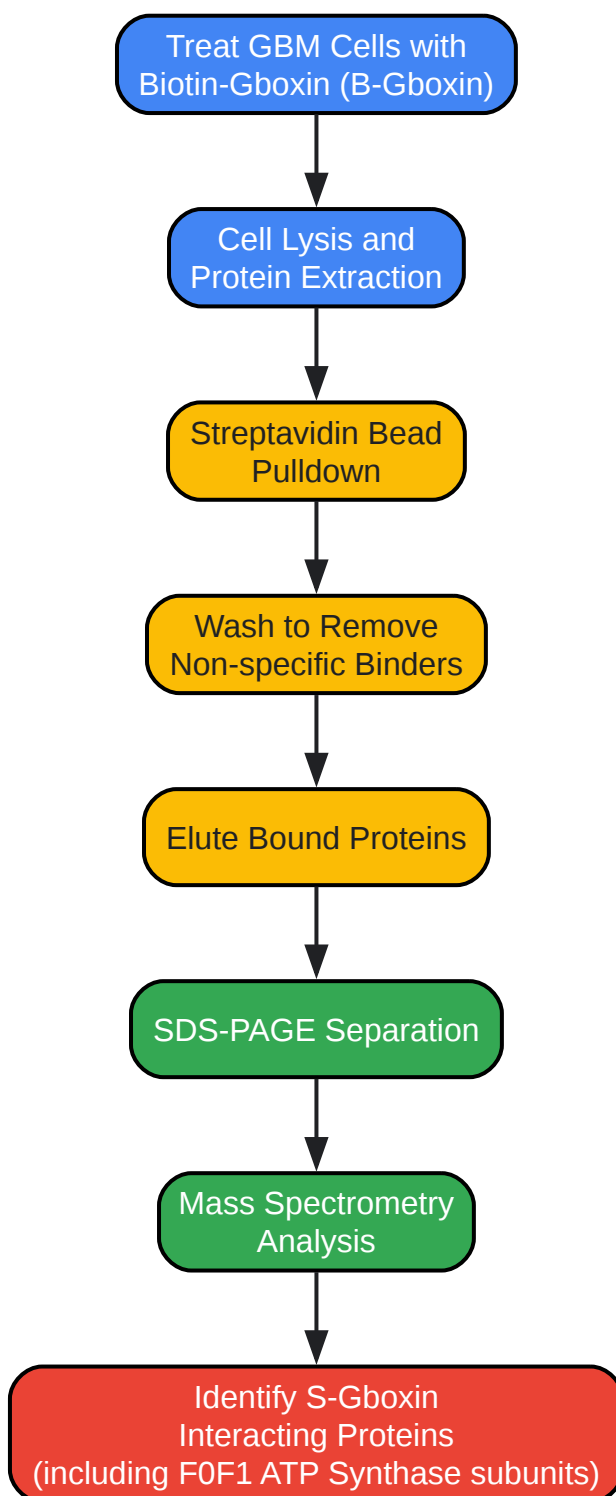 Treat GBM Cells with
Biotin-Gboxin (B-Gboxin)
Cell Lysis and
Protein Extraction
Streptavidin Bead
Pulldown
Wash to Remove
Non-specific Binders
Elute Bound Proteins
SDS-PAGE Separation
Mass Spectrometry
Analysis
Identify S-Gboxin
Interacting Proteins
(including F0F1 ATP Synthase subunits)